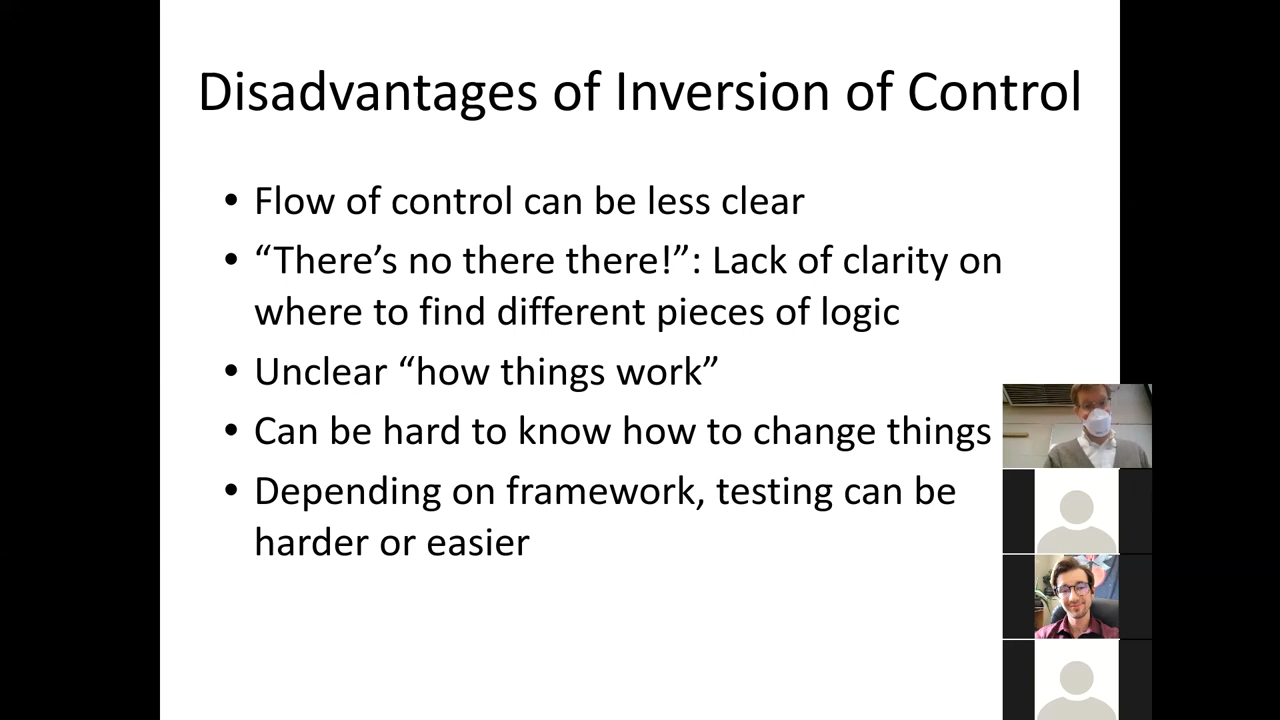 Disadvantages of Inversion of Control
• Flow of control can be less clear
• “There’s no there there!”: Lack of clarity on
where to find different pieces of logic
• Unclear “how things work”
• Can be hard to know how to change things
• Depending on framework, testing can be
harder or easier